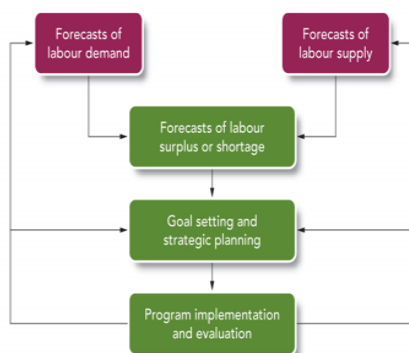 Forecasts of
labour demand
Forecasts of
labour supply
Forecasts of labour
surplus or shortage
Goal setting and
strategic planning
Program implementation
and evaluation